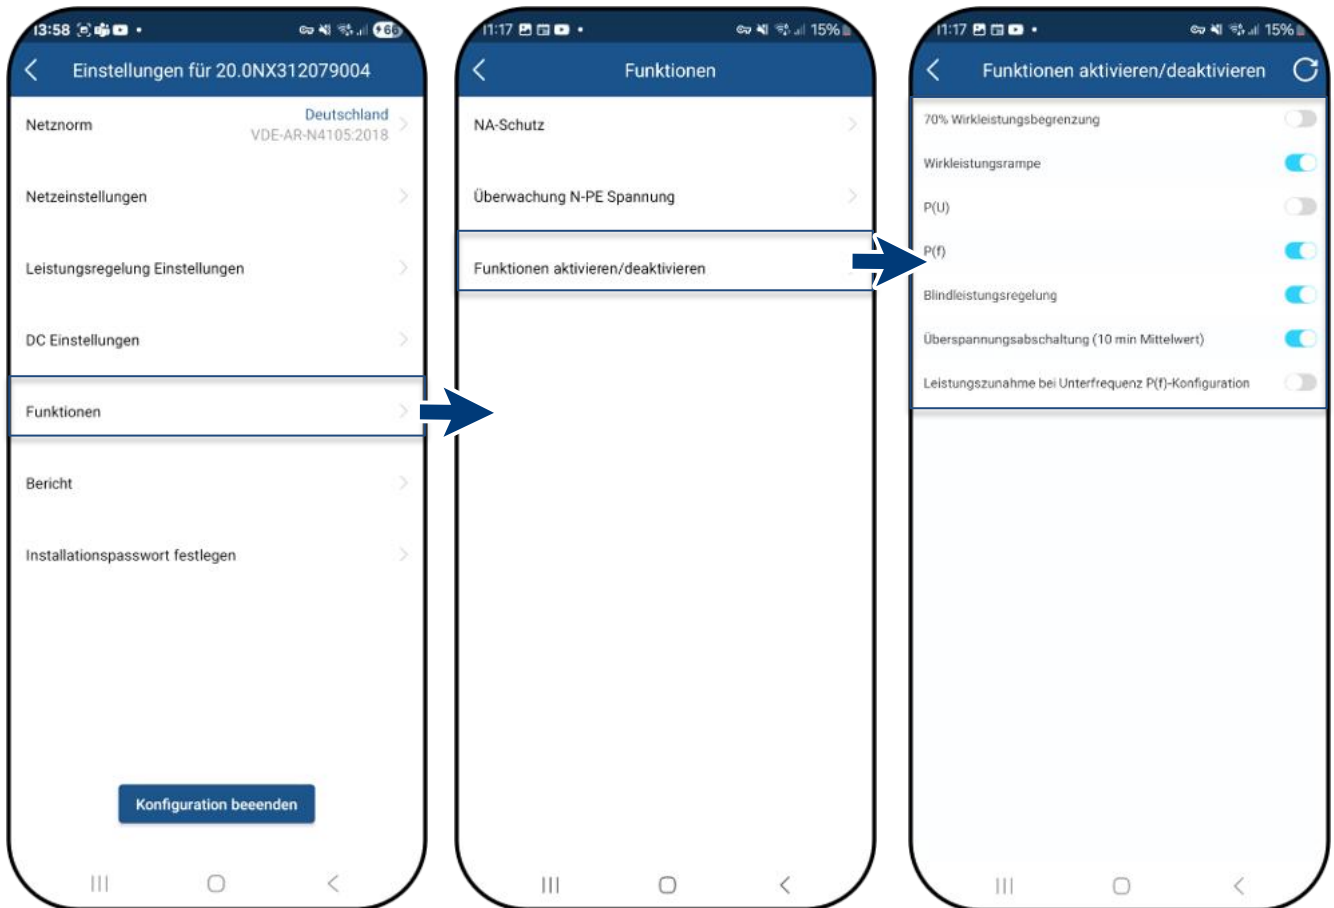 13:58
66
Einstellungen für 20.0NX312079004
Netznorm
Deutschland
VDE-AR-N4105:2018
Netzeinstellungen
Leistungsregelung Einstellungen
DC Einstellungen
Funktionen
Bericht
Installationspasswort festlegen
Konfiguration beeenden
11:17
15%
Funktionen
NA-Schutz
Überwachung N-PE Spannung
Funktionen aktivieren/deaktivieren
11:17
15%
Funktionen aktivieren/deaktivieren
70% Wirkleistungsbegrenzung
Wirkleistungsrampe
P(U)
P(f)
Blindleistungsregelung
Überspannungsabschaltung (10 min Mittelwert)
Leistungszunahme bei Unterfrequenz P(f)-Konfiguration